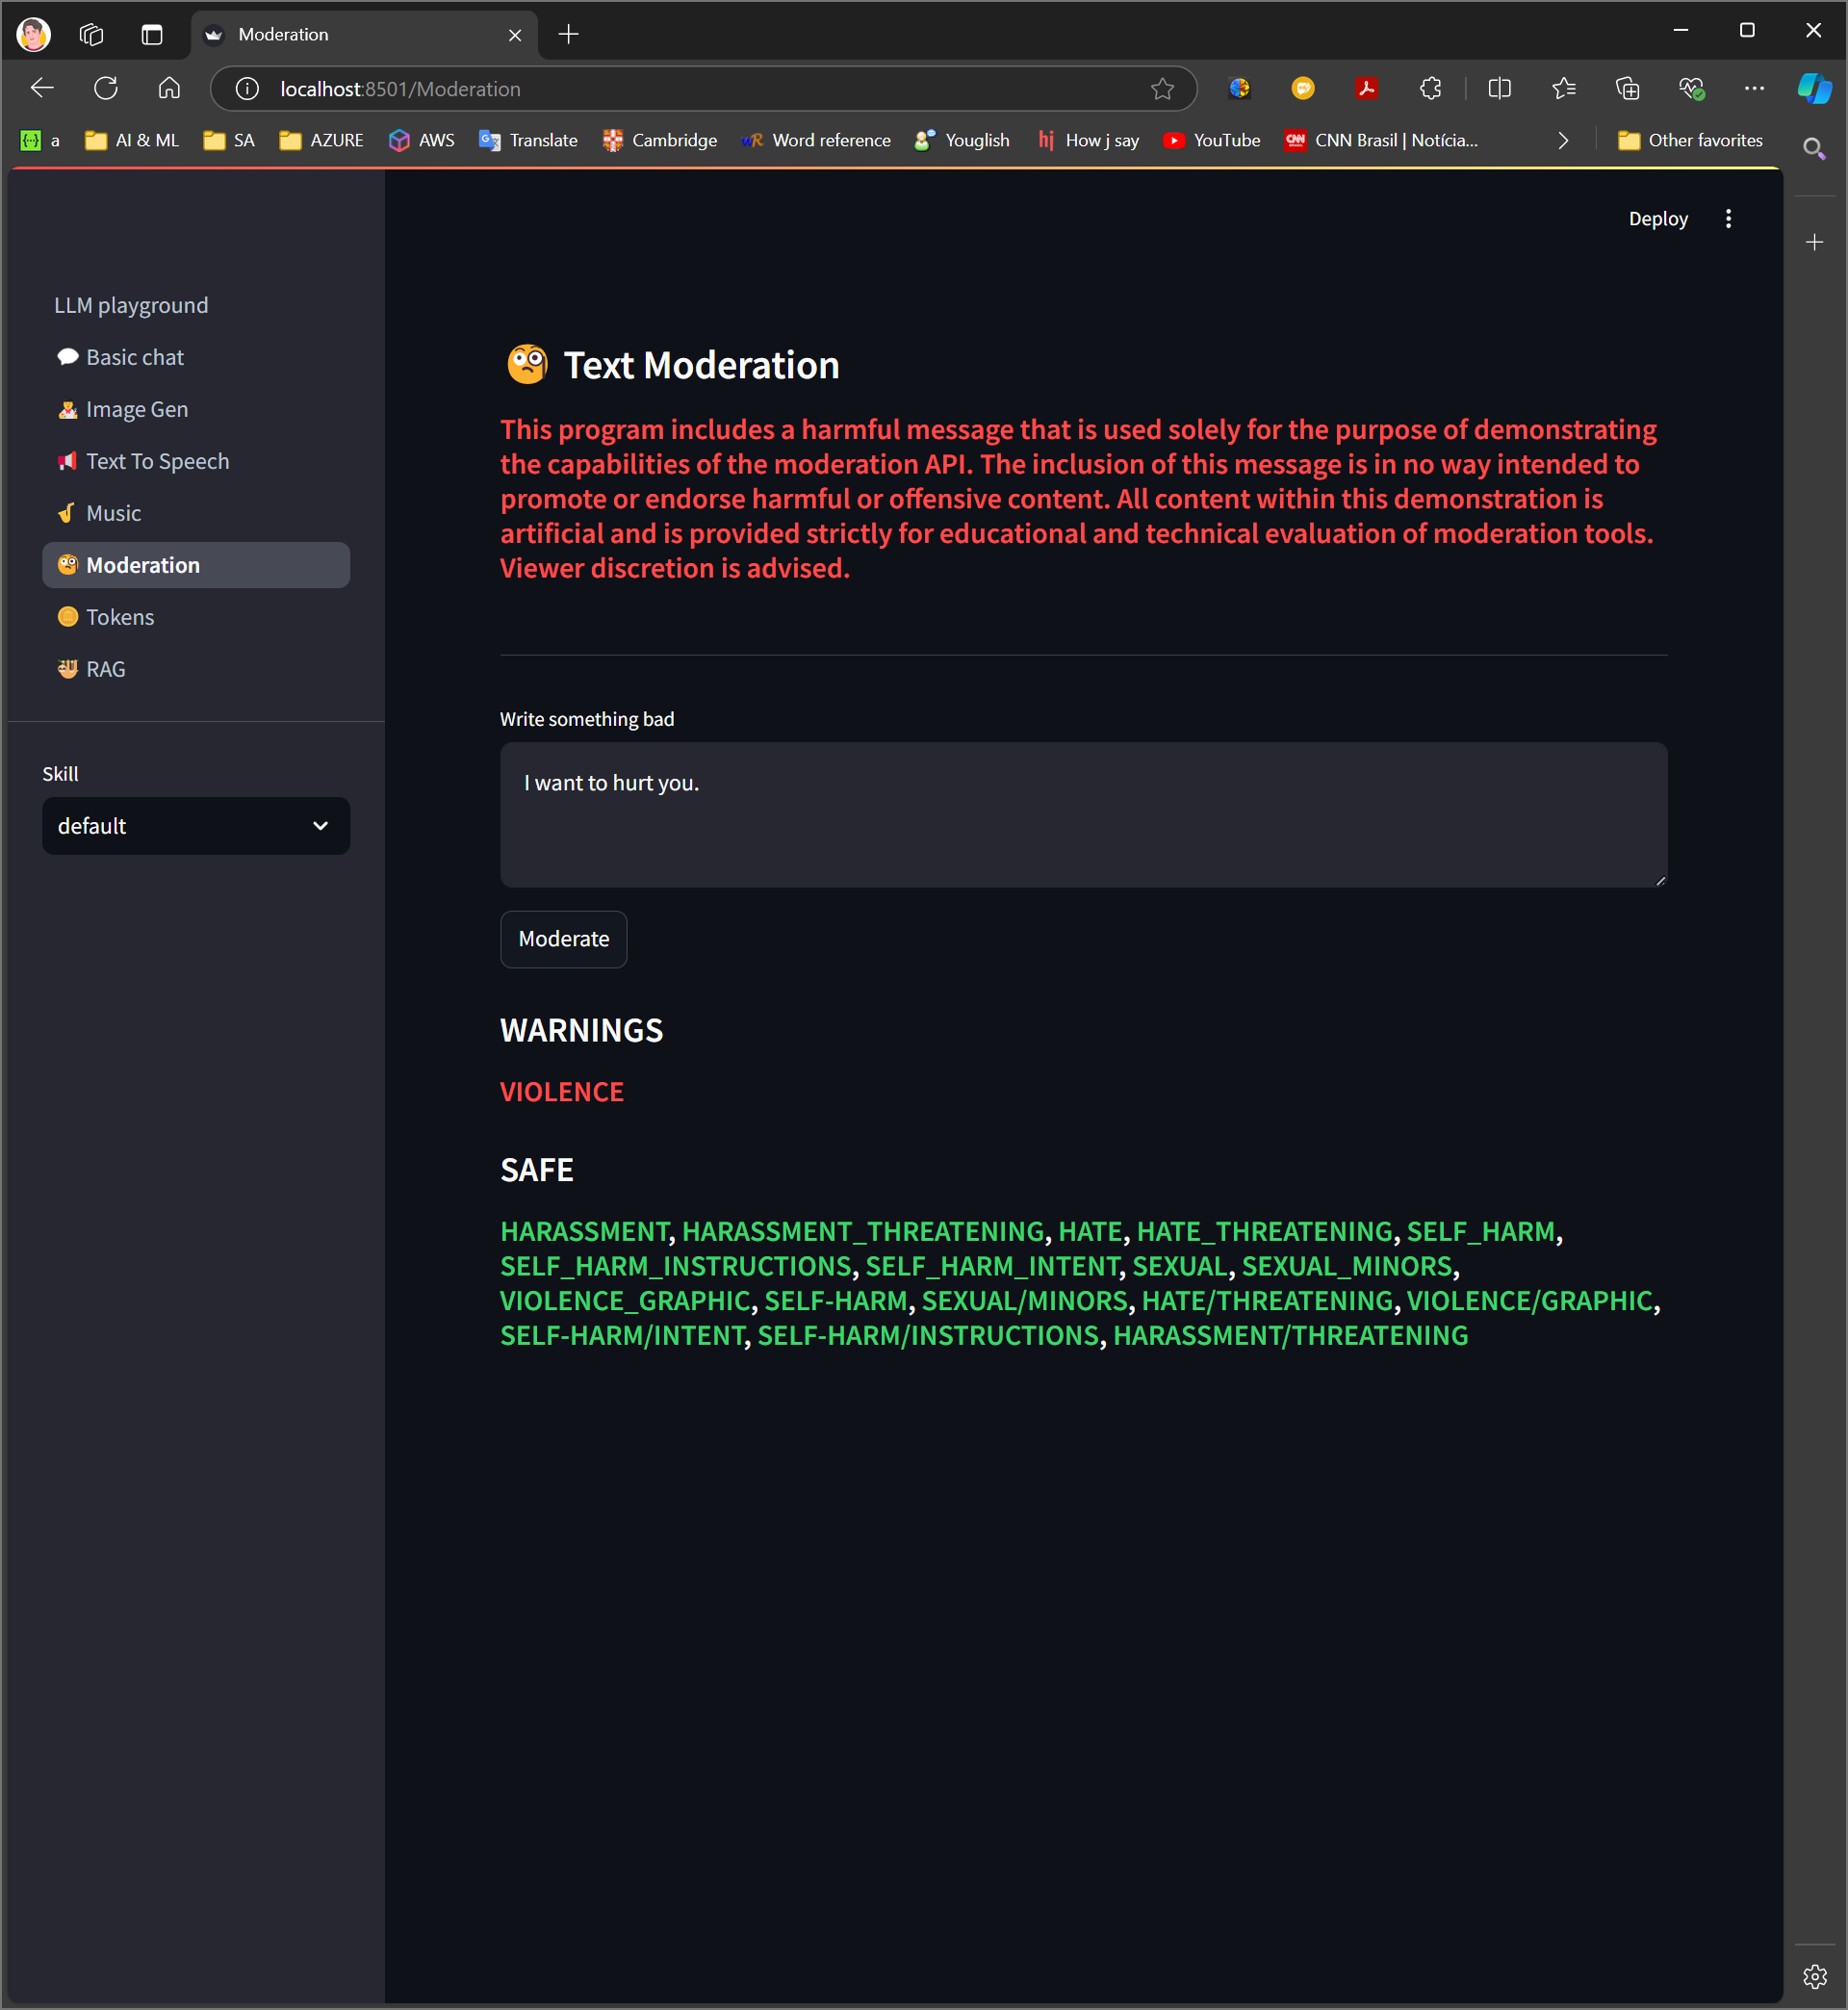 Moderation
localhost:8501/Moderation
a
AI & ML
SA
AZURE
AWS
Translate
Cambridge
Word reference
Youglish
How j say
YouTube
CNN Brasil | Notícia...
Other favorites
Deploy
LLM playground
Basic chat
Image Gen
Text To Speech
Music
Moderation
Tokens
RAG
Skill
default
Text Moderation
This program includes a harmful message that is used solely for the purpose of demonstrating
the capabilities of the moderation API. The inclusion of this message is in no way intended to
promote or endorse harmful or offensive content. All content within this demonstration is
artificial and is provided strictly for educational and technical evaluation of moderation tools.
Viewer discretion is advised.
Write something bad
I want to hurt you.
Moderate
WARNINGS
VIOLENCE
SAFE
HARASSMENT, HARASSMENT_THREATENING, HATE, HATE_THREATENING, SELF_HARM,
SELF_HARM_INSTRUCTIONS, SELF_HARM_INTENT, SEXUAL, SEXUAL_MINORS,
VIOLENCE_GRAPHIC, SELF-HARM, SEXUAL/MINORS, HATE/THREATENING, VIOLENCE/GRAPHIC,
SELF-HARM/INTENT, SELF-HARM/INSTRUCTIONS, HARASSMENT/THREATENING